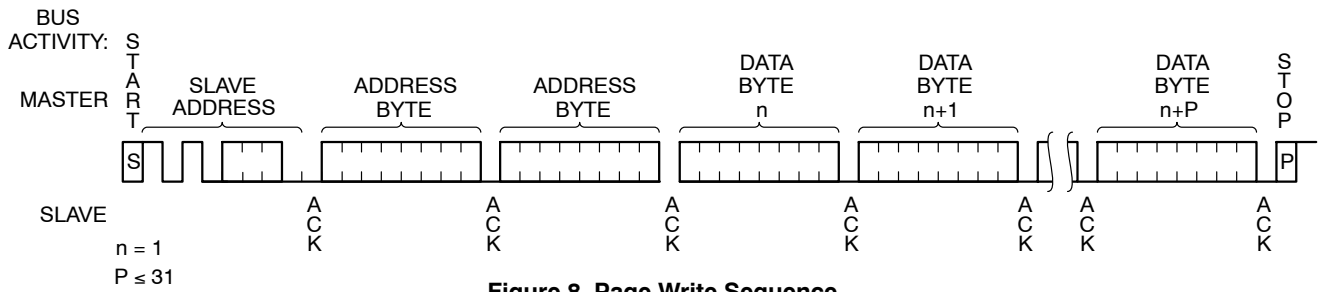 BUS
ACTIVITY:
MASTER
START
SLAVE
ADDRESS
ADDRESS
BYTE
ADDRESS
BYTE
DATA
BYTE
n
DATA
BYTE
n+1
DATA
BYTE
n+P
STOP
S
P
SLAVE
ACK
ACK
ACK
ACK
ACK
ACK
ACK
n = 1
P ≤ 31
Figure 8. Page Write Sequence